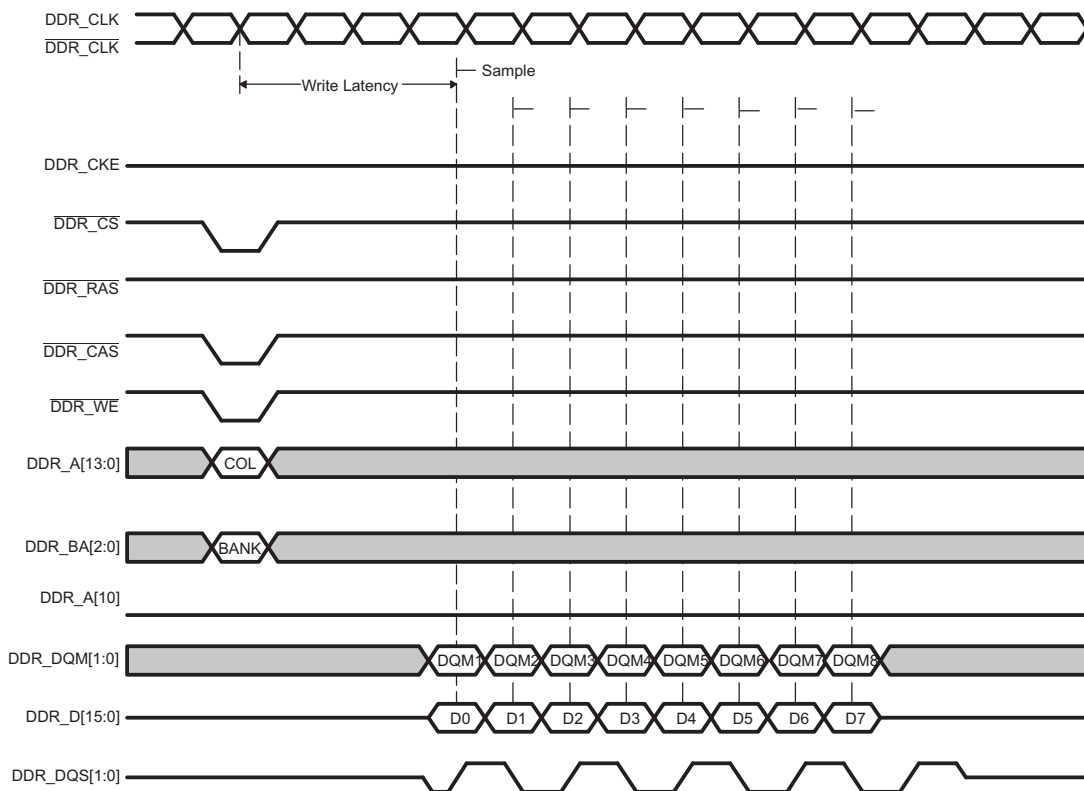 DDR_CLK
DDR_CLK
Sample
Write Latency
DDR_CKE
DDR_CS
DDR_RAS
DDR_CAS
DDR_WE
DDR_A[13:0] COL
DDR_BA[2:0] BANK
DDR_A[10]
DDR_DQM[1:0] DQM1 DQM2 DQM3 DQM4 DQM5 DQM6 DQM7 DQM8
DDR_D[15:0] D0 D1 D2 D3 D4 D5 D6 D7
DDR_DQS[1:0]